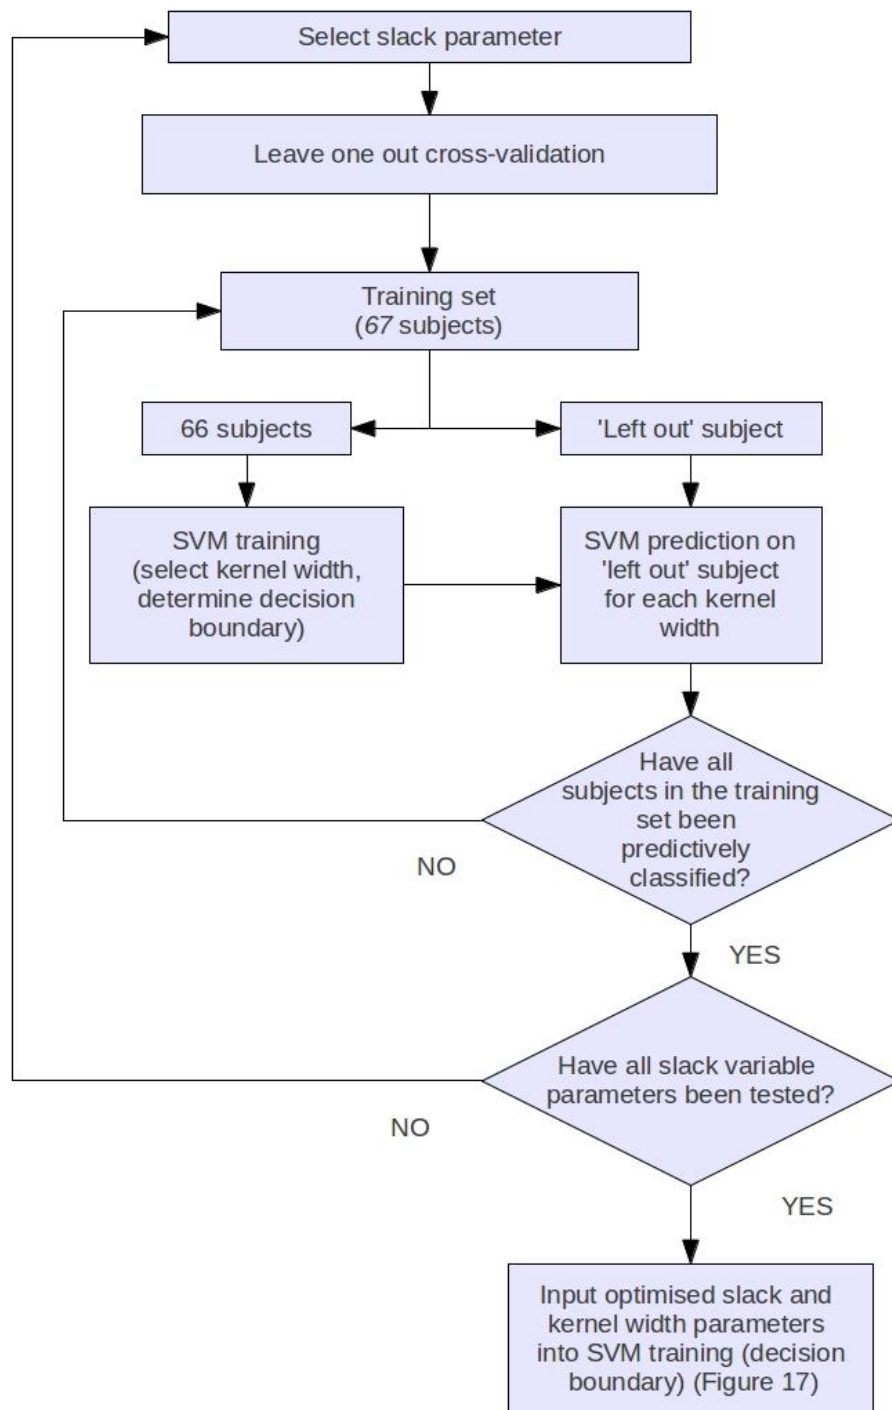 Select slack parameter
Leave one out cross-validation
Training set
(67 subjects)
66 subjects
'Left out' subject
SVM training
(select kernel width,
determine decision
boundary)
SVM prediction on
'left out' subject
for each kernel
width
Have all
subjects in the training
set been
predictively
classified?
NO
YES
Have all slack variable
parameters been tested?
NO
YES
Input optimised slack and
kernel width parameters
into SVM training (decision
boundary) (Figure 17)